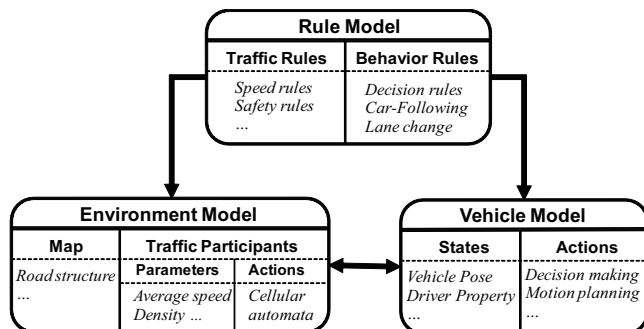 Rule Model
Traffic Rules Behavior Rules
Speed rules Decision rules
Safety rules Car-Following
... Lane change
Environment Model
Map Traffic Participants
Parameters Actions
Road structure
... Average speed Cellular
Density ... automata
Vehicle Model
States Actions
Vehicle Pose Decision making
Driver Property Motion planning
... ...